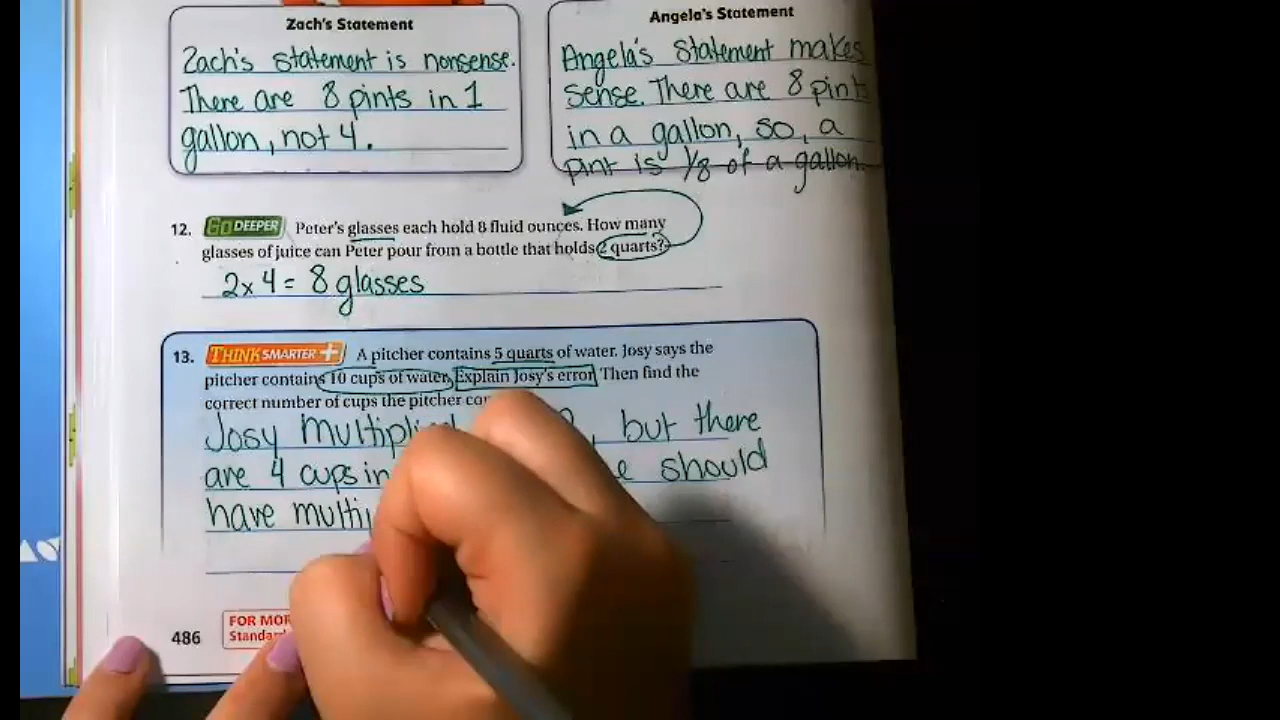 Zach's Statement
Zach's statement is nonsense.
There are 8 pints in 1
gallon, not 4.
Angela's Statement
Angela's statement makes
sense. There are 8 pints
in a gallon, so, a
pint is 1/8 of a gallon.
12. GO DEEPER Peter's glasses each hold 8 fluid ounces. How many
glasses of juice can Peter pour from a bottle that holds 2 quarts?
2 x 4 = 8 glasses
13. THINK SMARTER + A pitcher contains 5 quarts of water. Josy says the
pitcher contains 10 cups of water. Explain Josy's error. Then find the
correct number of cups the pitcher
Josy but there
are 4 cups in should
have
486
FOR